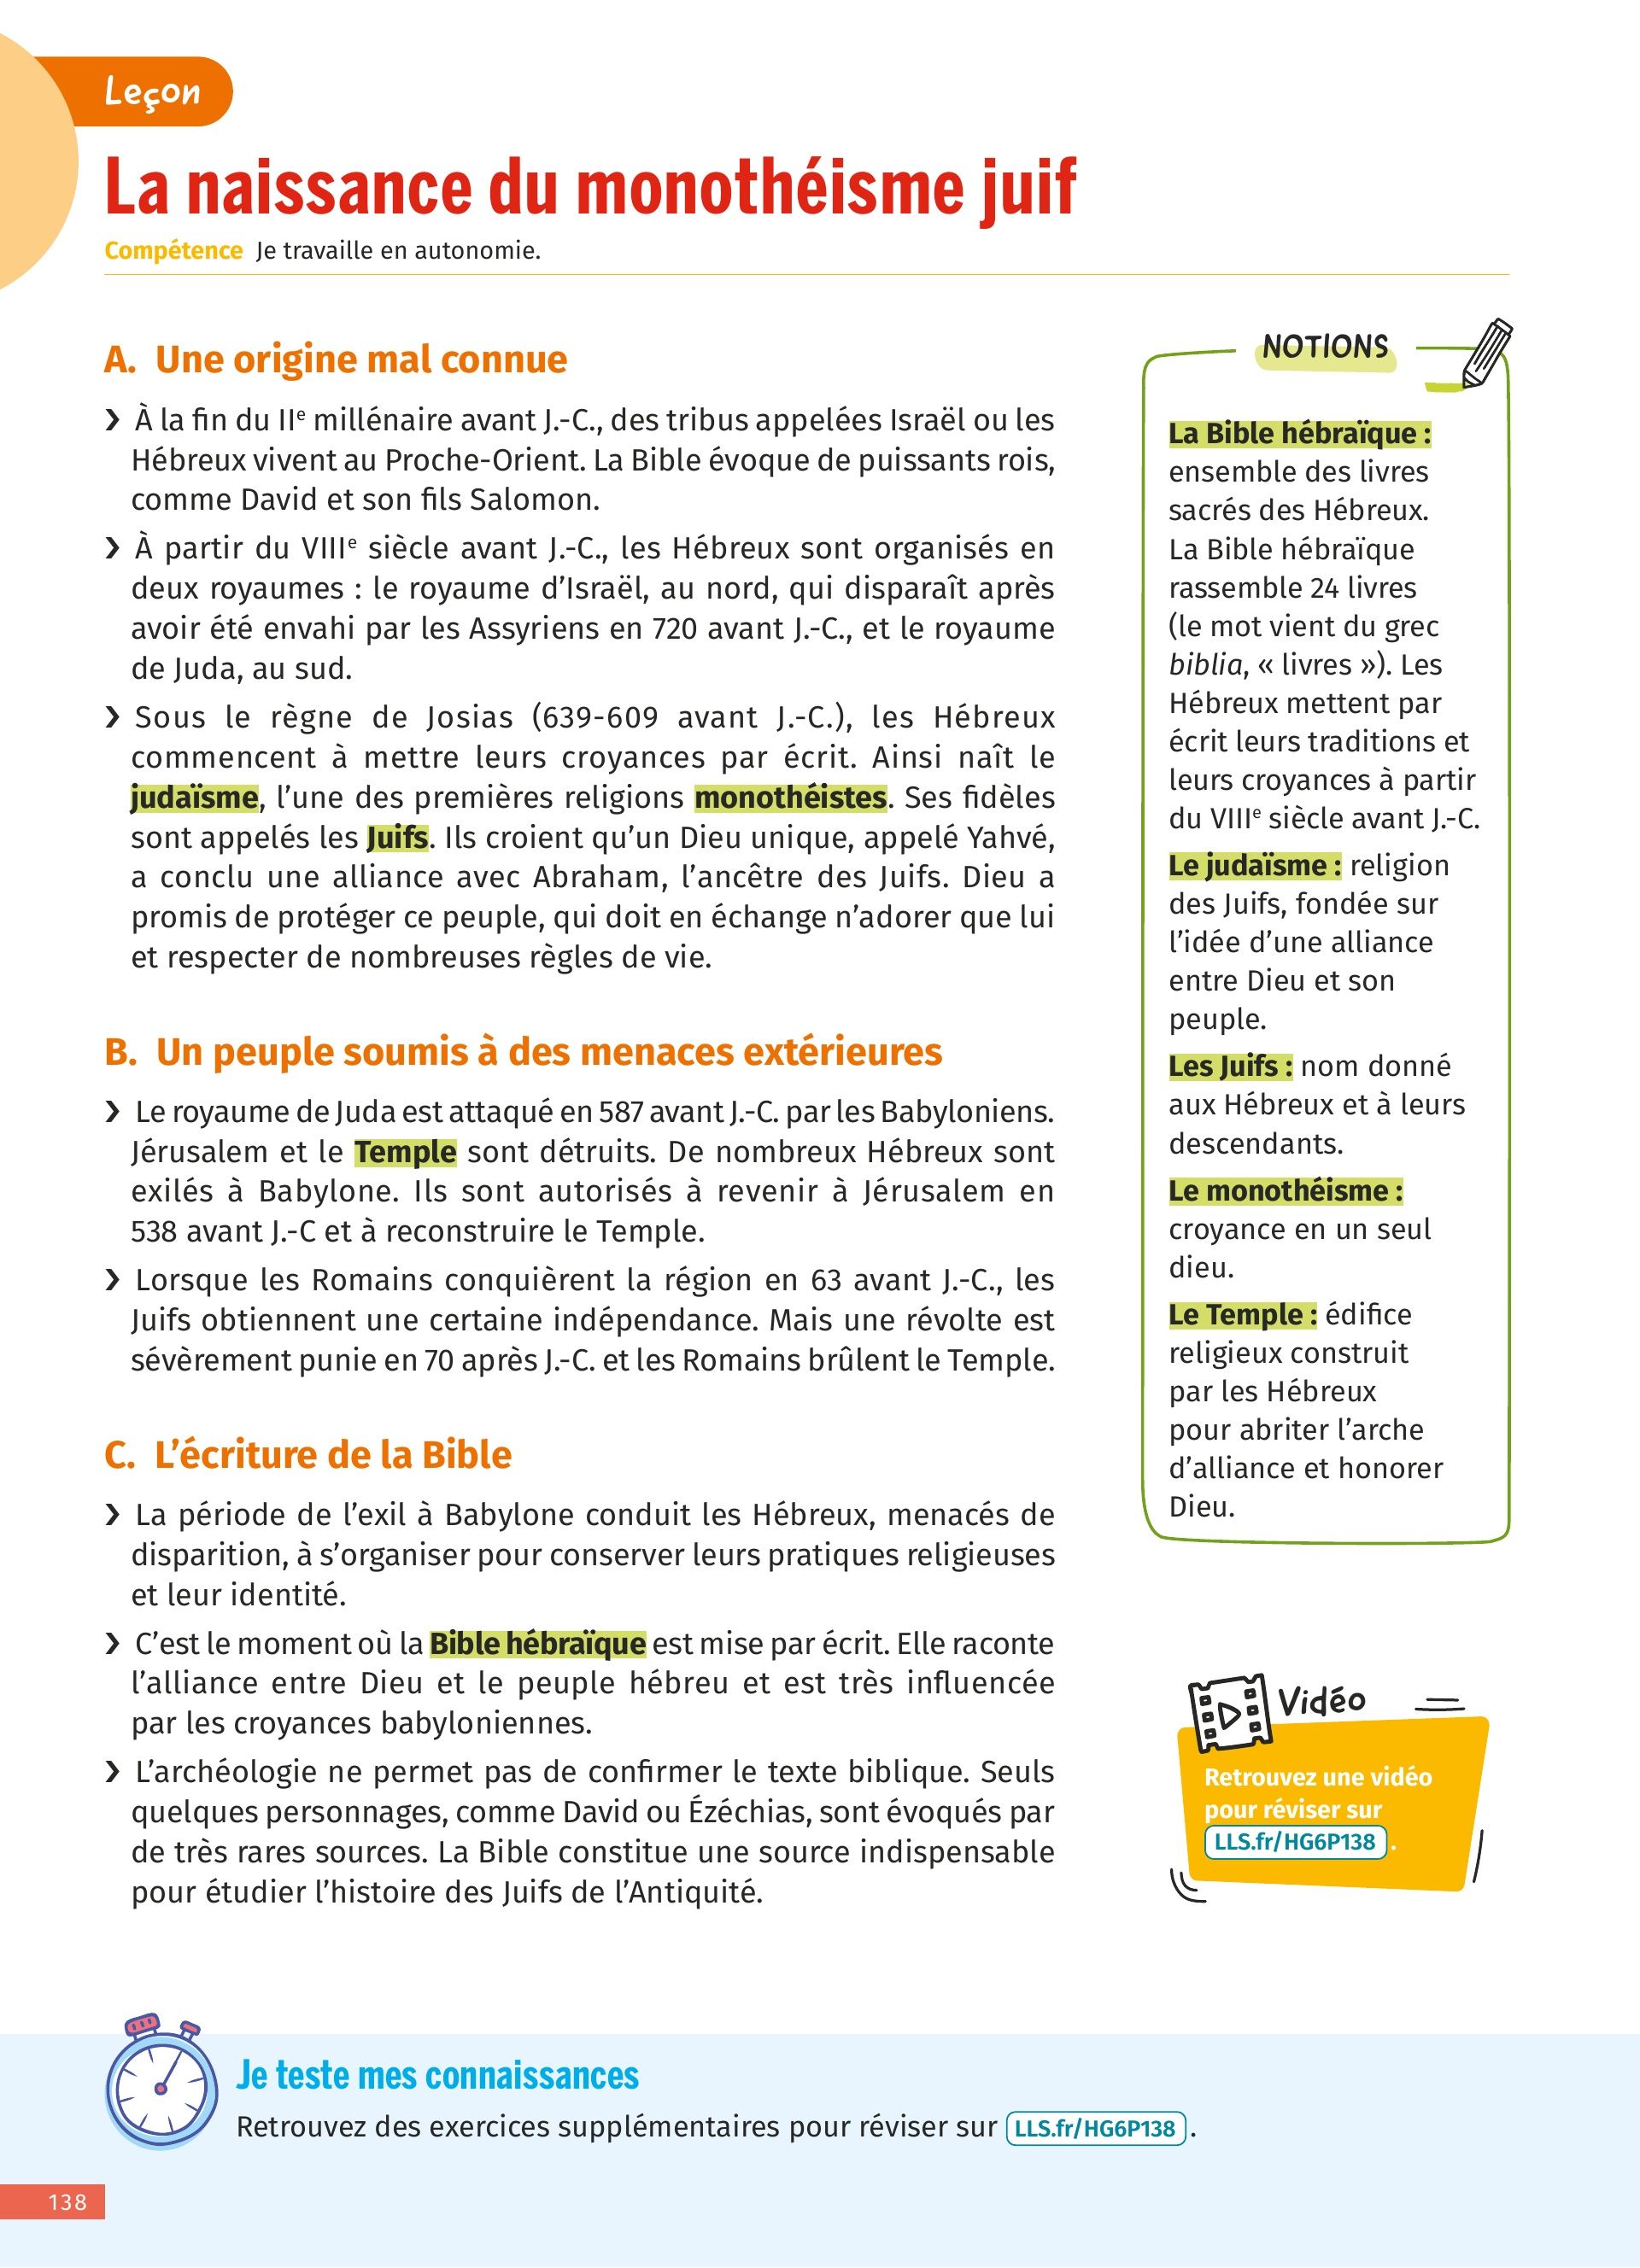 Leçon
La naissance du monothéisme juif
Compétence Je travaille en autonomie.
A. Une origine mal connue
❯ À la fin du IIe millénaire avant J.-C., des tribus appelées Israël ou les
Hébreux vivent au Proche-Orient. La Bible évoque de puissants rois,
comme David et son fils Salomon.
❯ À partir du VIIIe siècle avant J.-C., les Hébreux sont organisés en
deux royaumes : le royaume d’Israël, au nord, qui disparaît après
avoir été envahi par les Assyriens en 720 avant J.-C., et le royaume
de Juda, au sud.
❯ Sous le règne de Josias (639-609 avant J.-C.), les Hébreux
commencent à mettre leurs croyances par écrit. Ainsi naît le
judaïsme, l’une des premières religions monothéistes. Ses fidèles
sont appelés les Juifs. Ils croient qu’un Dieu unique, appelé Yahvé,
a conclu une alliance avec Abraham, l’ancêtre des Juifs. Dieu a
promis de protéger ce peuple, qui doit en échange n’adorer que lui
et respecter de nombreuses règles de vie.
B. Un peuple soumis à des menaces extérieures
❯ Le royaume de Juda est attaqué en 587 avant J.-C. par les Babyloniens.
Jérusalem et le Temple sont détruits. De nombreux Hébreux sont
exilés à Babylone. Ils sont autorisés à revenir à Jérusalem en
538 avant J.-C et à reconstruire le Temple.
❯ Lorsque les Romains conquièrent la région en 63 avant J.-C., les
Juifs obtiennent une certaine indépendance. Mais une révolte est
sévèrement punie en 70 après J.-C. et les Romains brûlent le Temple.
C. L’écriture de la Bible
❯ La période de l’exil à Babylone conduit les Hébreux, menacés de
disparition, à s’organiser pour conserver leurs pratiques religieuses
et leur identité.
❯ C’est le moment où la Bible hébraïque est mise par écrit. Elle raconte
l’alliance entre Dieu et le peuple hébreu et est très influencée
par les croyances babyloniennes.
❯ L’archéologie ne permet pas de confirmer le texte biblique. Seuls
quelques personnages, comme David ou Ézéchias, sont évoqués par
de très rares sources. La Bible constitue une source indispensable
pour étudier l’histoire des Juifs de l’Antiquité.
NOTIONS
La Bible hébraïque :
ensemble des livres
sacrés des Hébreux.
La Bible hébraïque
rassemble 24 livres
(le mot vient du grec
biblia, « livres »). Les
Hébreux mettent par
écrit leurs traditions et
leurs croyances à partir
du VIIIe siècle avant J.-C.
Le judaïsme : religion
des Juifs, fondée sur
l’idée d’une alliance
entre Dieu et son
peuple.
Les Juifs : nom donné
aux Hébreux et à leurs
descendants.
Le monothéisme :
croyance en un seul
dieu.
Le Temple : édifice
religieux construit
par les Hébreux
pour abriter l’arche
d’alliance et honorer
Dieu.
Vidéo
Retrouvez une vidéo
pour réviser sur
LLS.fr/HG6P138 .
Je teste mes connaissances
Retrouvez des exercices supplémentaires pour réviser sur LLS.fr/HG6P138 .
138